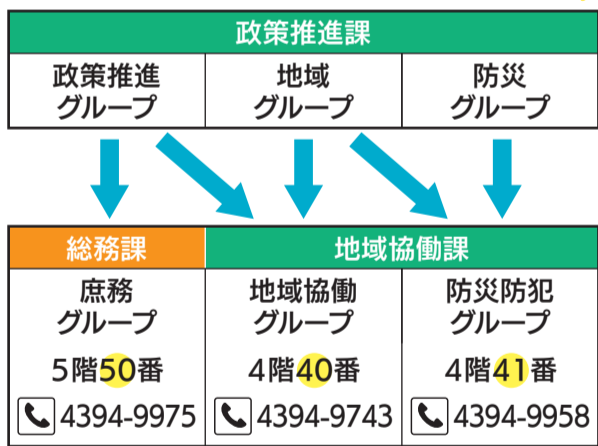 政策推進課
政策推進
グループ
地域
グループ
防災
グループ
総務課
地域協働課
庶務
グループ
5階50番
4394-9975
地域協働
グループ
4階40番
4394-9743
防災防犯
グループ
4階41番
4394-9958